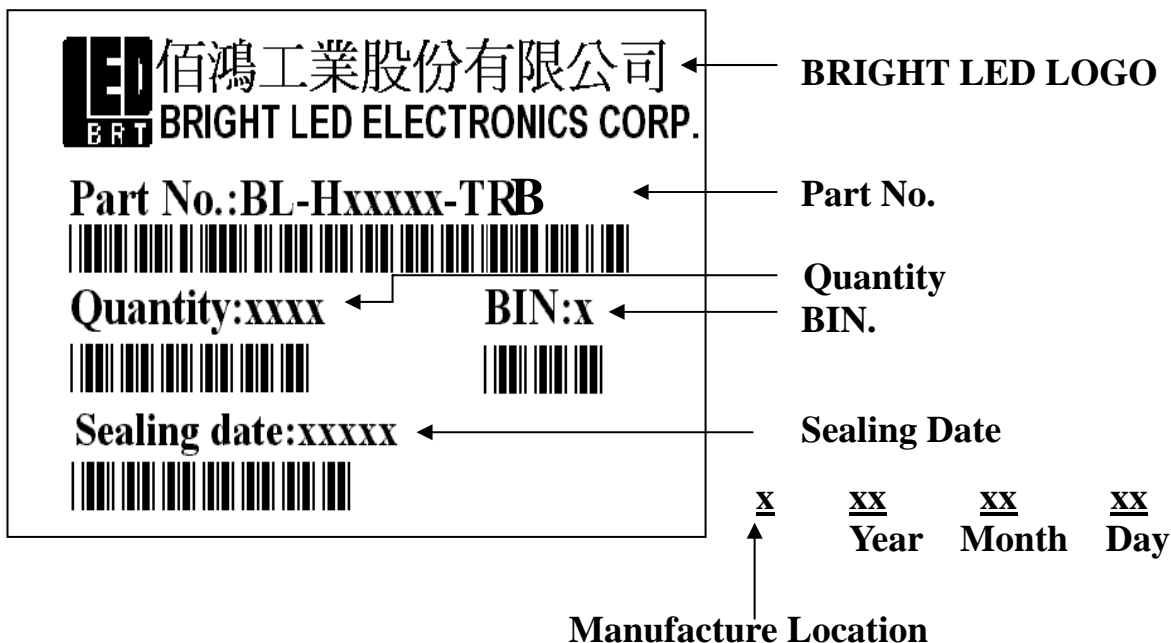 LED
BRT
佰鴻工業股份有限公司
BRIGHT LED ELECTRONICS CORP.
BRIGHT LED LOGO
Part No.:BL-Hxxxxx-TRB
Part No.
Quantity:xxxx
BIN:x
Quantity
BIN.
Sealing date:xxxxx
Sealing Date
x xx xx xx
Year Month Day
Manufacture Location